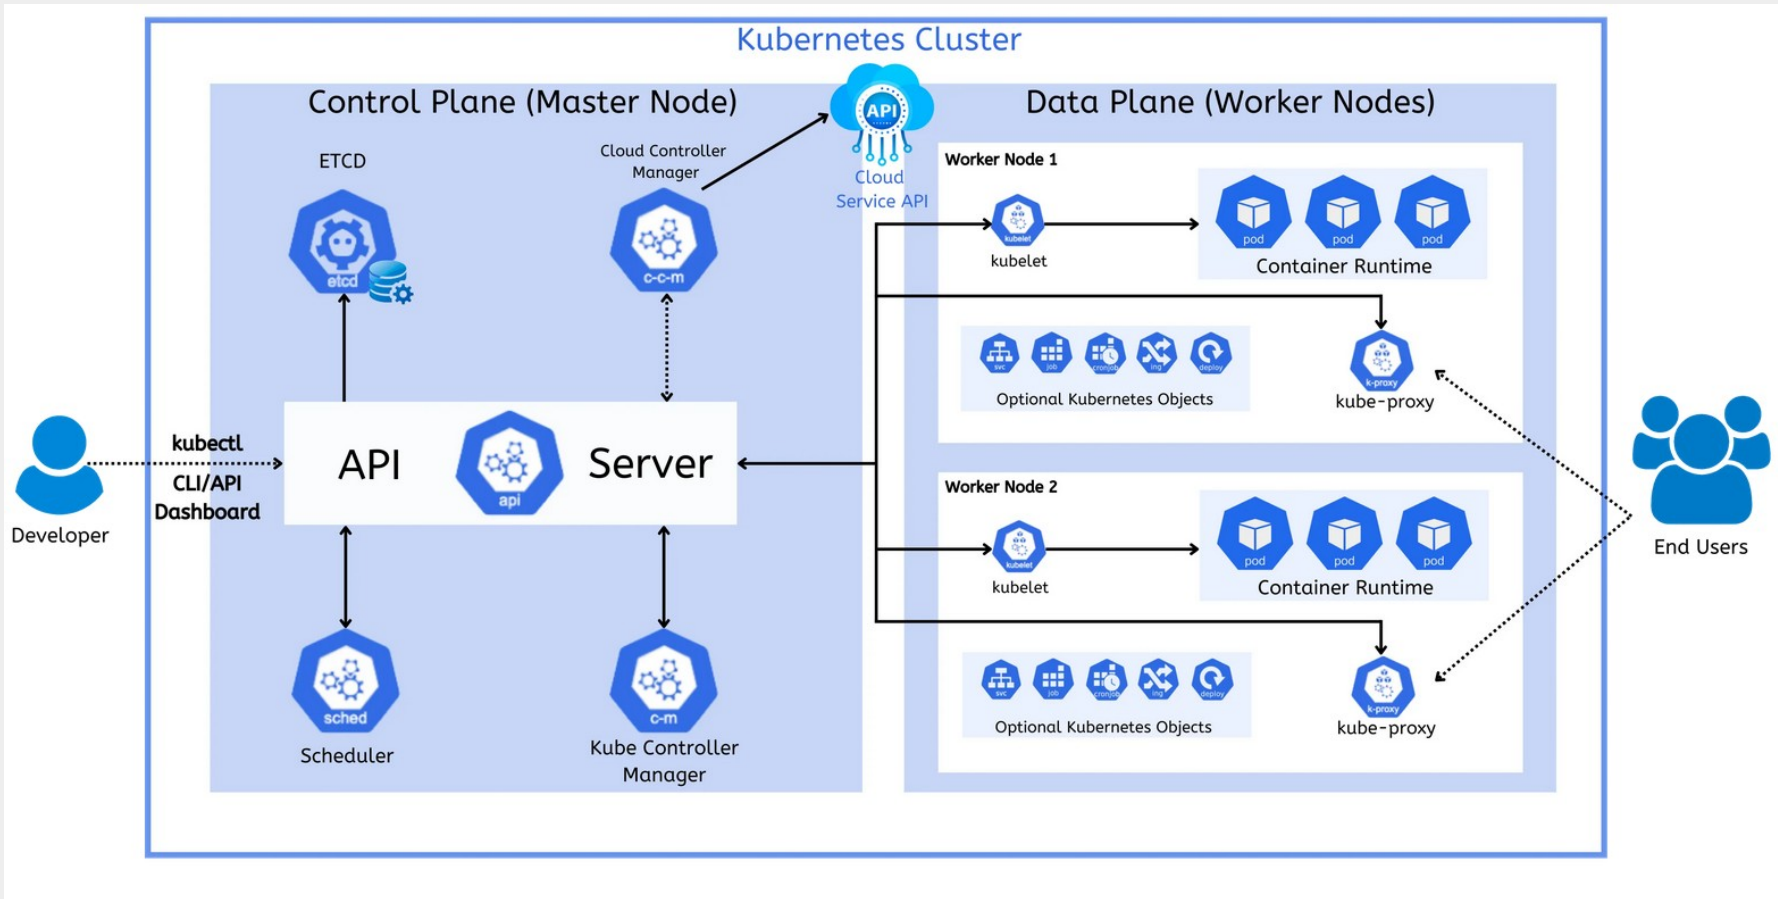 Kubernetes Cluster
Control Plane (Master Node)
Data Plane (Worker Nodes)
API
Cloud
Service API
ETCD
etcd
Cloud Controller
Manager
c-c-m
Developer
kubectl
CLI/API
Dashboard
API
api
Server
sched
Scheduler
c-m
Kube Controller
Manager
Worker Node 1
kubelet
kubelet
pod
pod
pod
Container Runtime
svc
job
cronjob
ing
deploy
Optional Kubernetes Objects
k-proxy
kube-proxy
Worker Node 2
kubelet
kubelet
pod
pod
pod
Container Runtime
svc
job
cronjob
ing
deploy
Optional Kubernetes Objects
k-proxy
kube-proxy
End Users